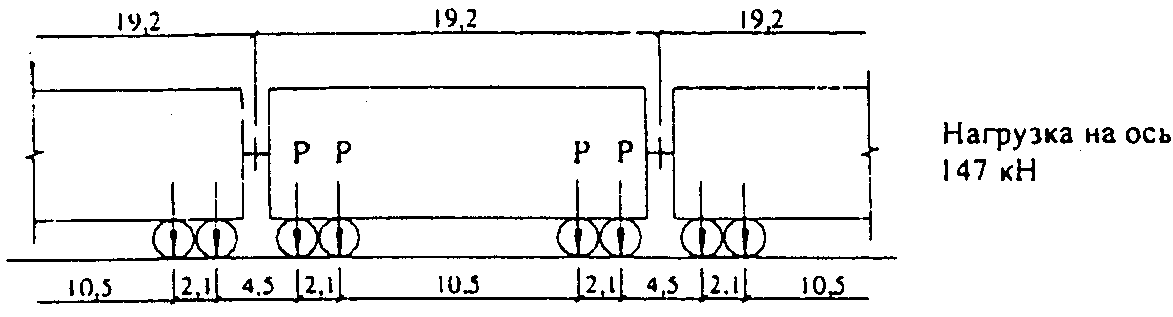 19,2 19,2 19,2
Р Р Р Р
Нагрузка на ось
147 кН
10,5 2,1 4,5 2,1 10,5 2,1 4,5 2,1 10,5